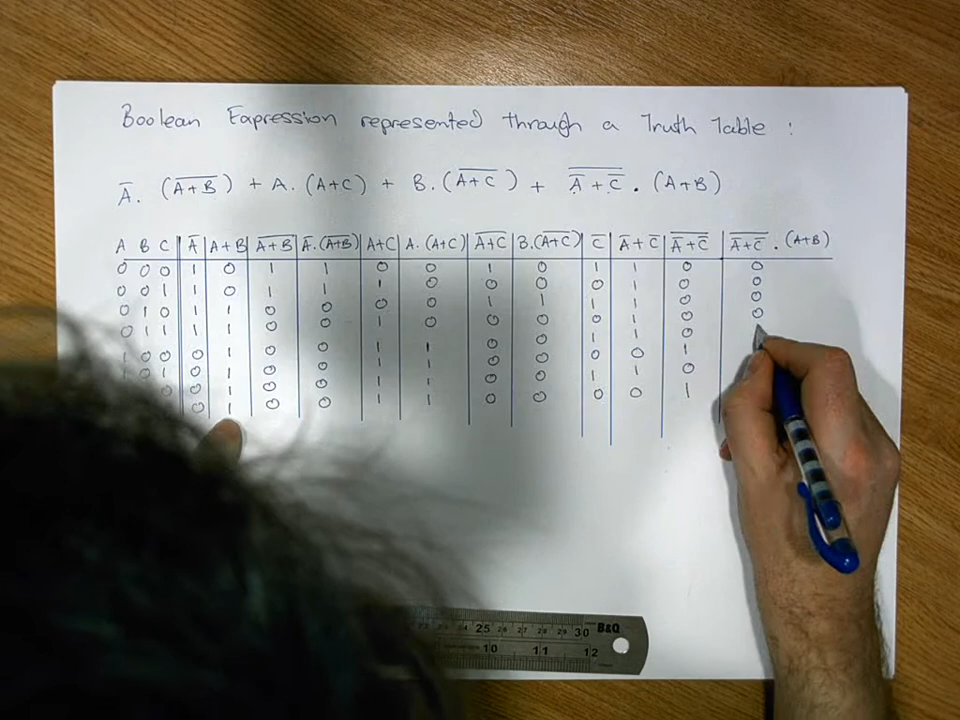 Boolean Expression represented through a Truth Table :
A̅. (A̅+̅B̅) + A. (A+C) + B. (A̅+̅C̅) + A̿+̅C̿ . (A+B)
A B C A̅ A+B A̅+̅B̅ A̅. (A̅+̅B̅) A+C A. (A+C) A̅+̅C̅ B. (A̅+̅C̅) C̅ A̅ + C̅ A̿+̅C̿ A̿+̅C̿ . (A+B)
0 0 0 1 0 1 1 0 0 1 0 1 1 0 0
0 0 1 1 0 1 1 1 0 0 0 0 1 0 0
0 1 0 1 1 0 0 0 0 1 1 1 1 0 0
0 1 1 1 1 0 0 1 0 0 0 0 1 0 0
1 0 0 0 1 0 0 1 1 0 0 1 1 0
0 1 0 1 0 0 1 1 0 0 0 0 1
0 0 1 0 0 1 1 0 0 1 1 0
0 1 0 0 1 1 0 0 0 0 1
25 26 27 28 29 30 B&Q
10 11 12